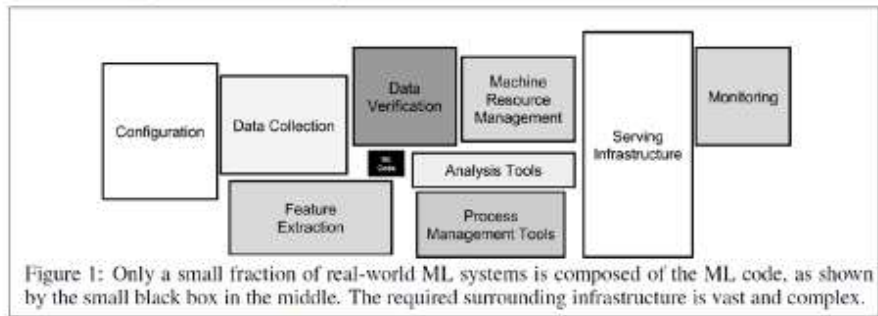 Configuration
Data Collection
Data
Verification
Machine
Resource
Management
Serving
Infrastructure
Monitoring
ML
Code
Analysis Tools
Feature
Extraction
Process
Management Tools
Figure 1: Only a small fraction of real-world ML systems is composed of the ML code, as shown
by the small black box in the middle. The required surrounding infrastructure is vast and complex.